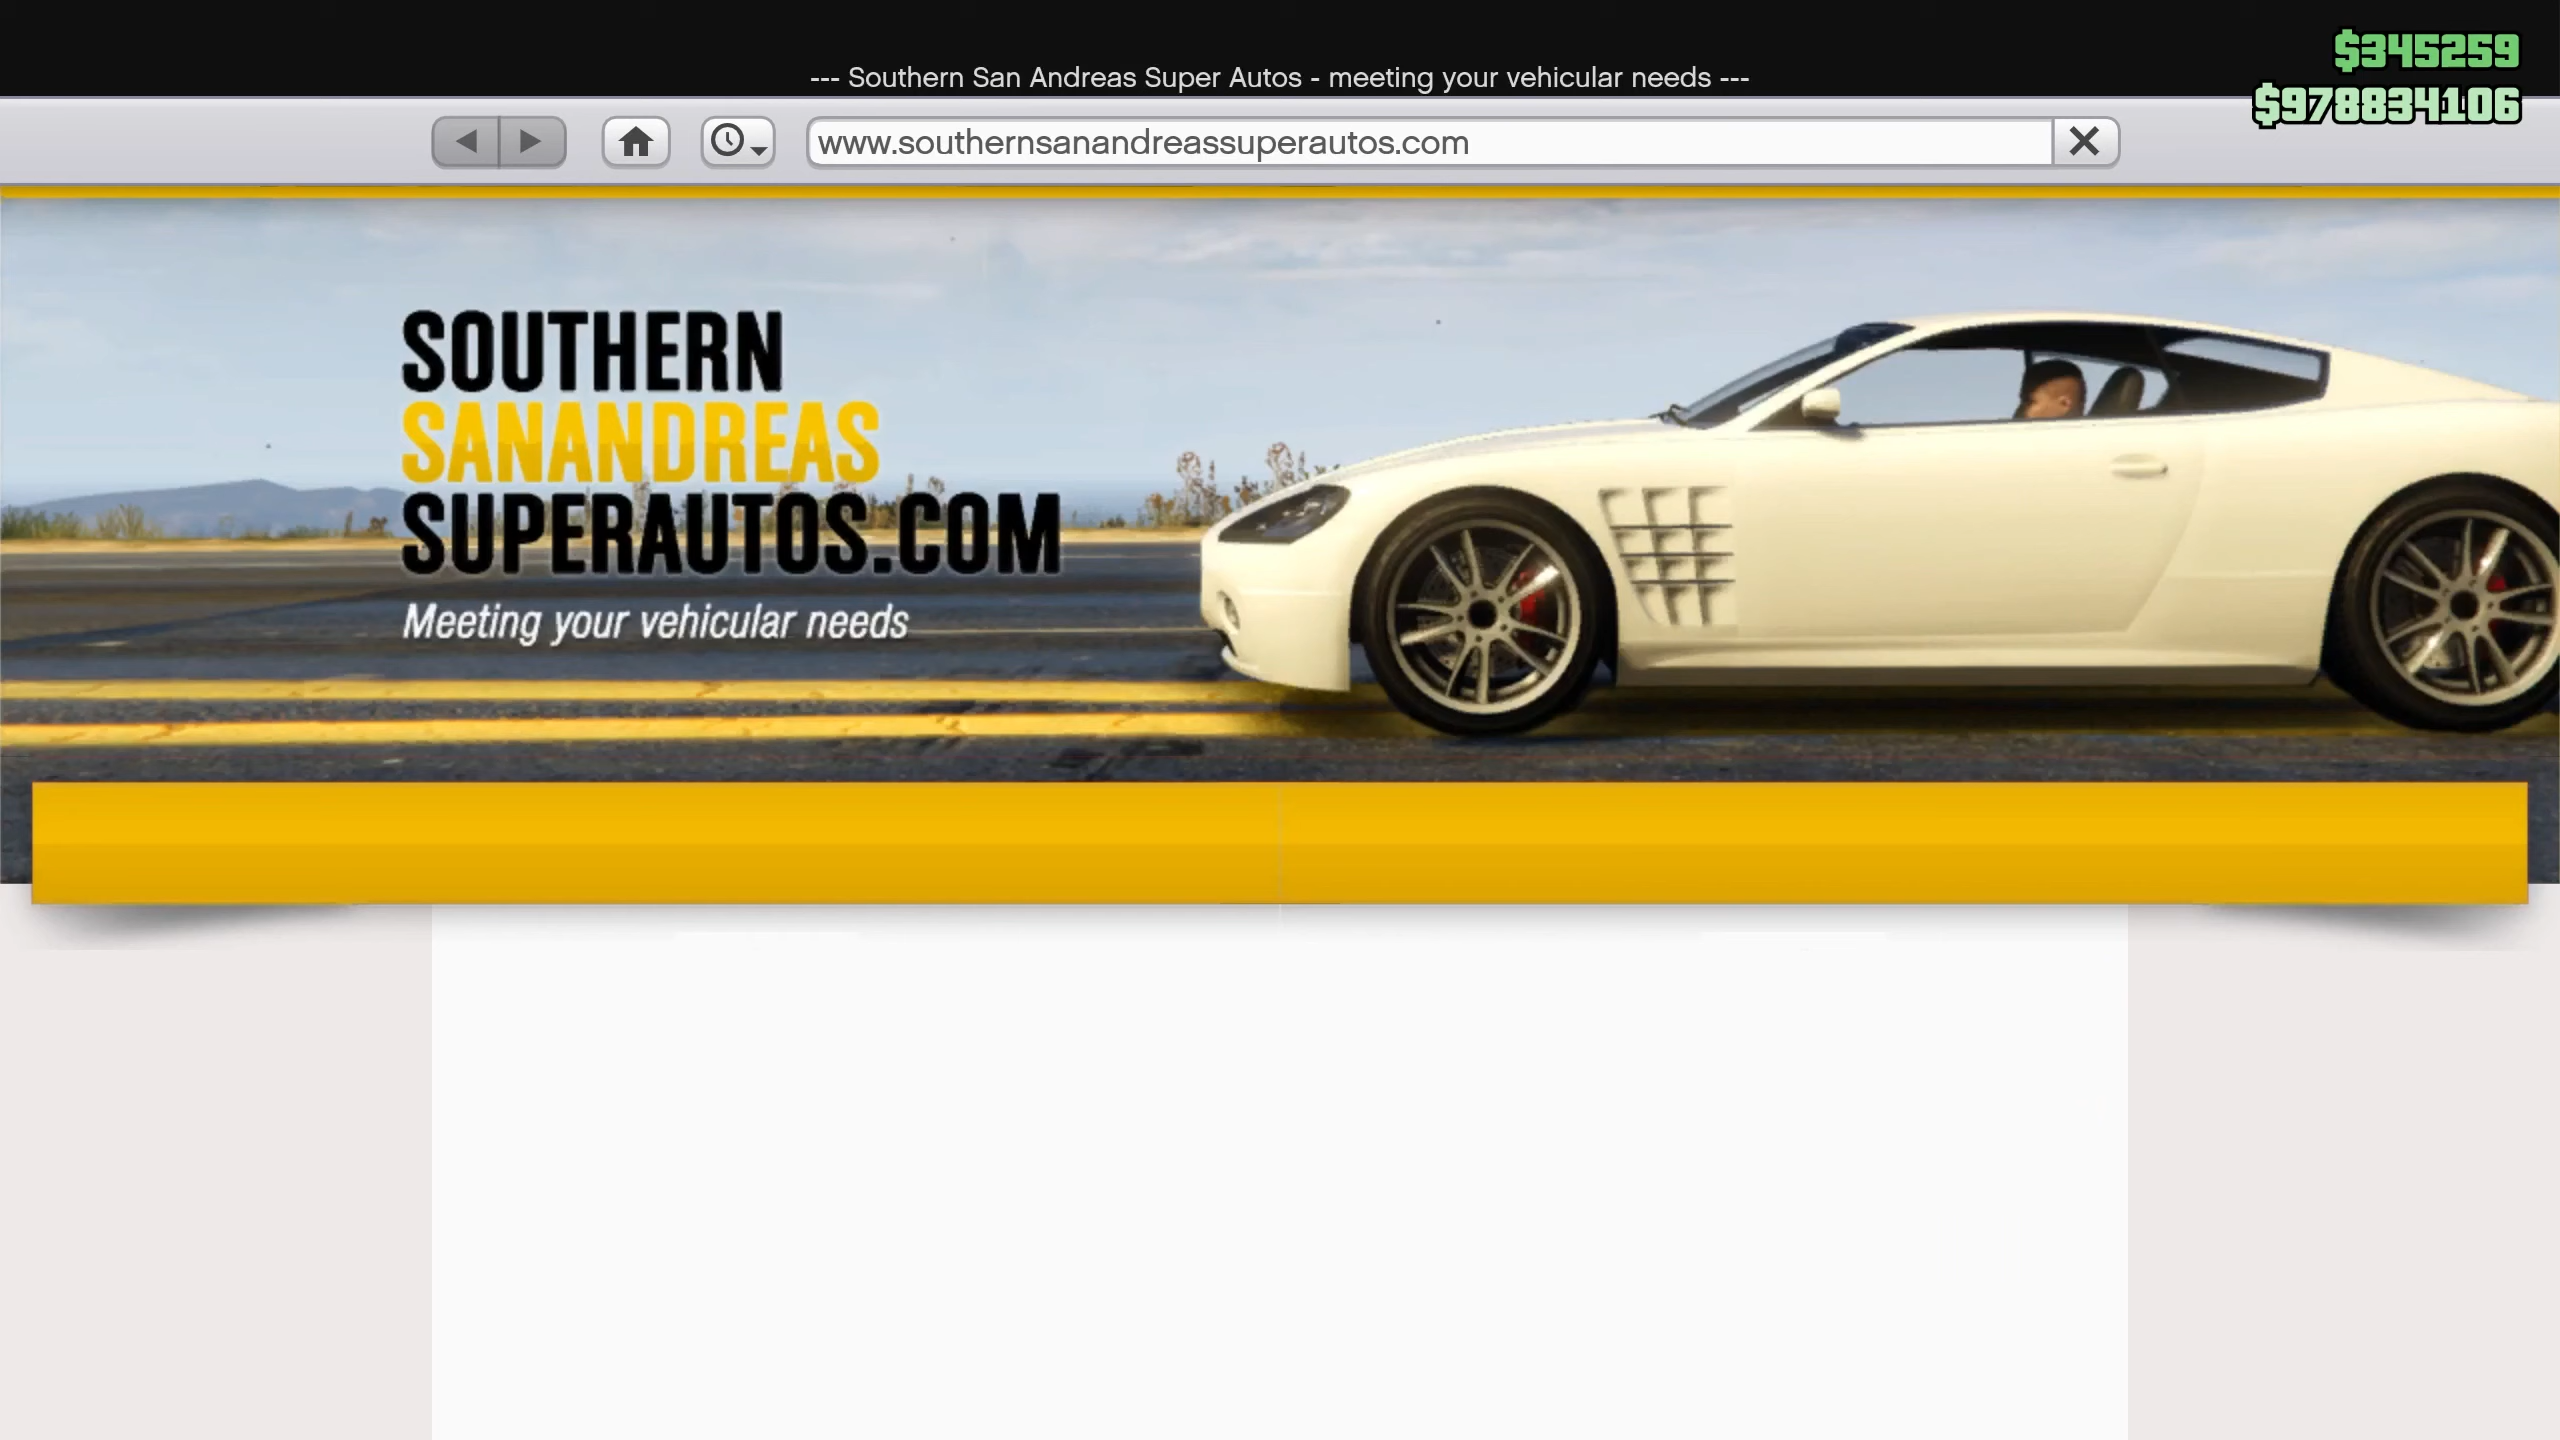 $345259
--- Southern San Andreas Super Autos - meeting your vehicular needs ---
$978834106
www.southernsanandreassuperautos.com
SOUTHERN
SANANDREAS
SUPERAUTOS.COM
Meeting your vehicular needs